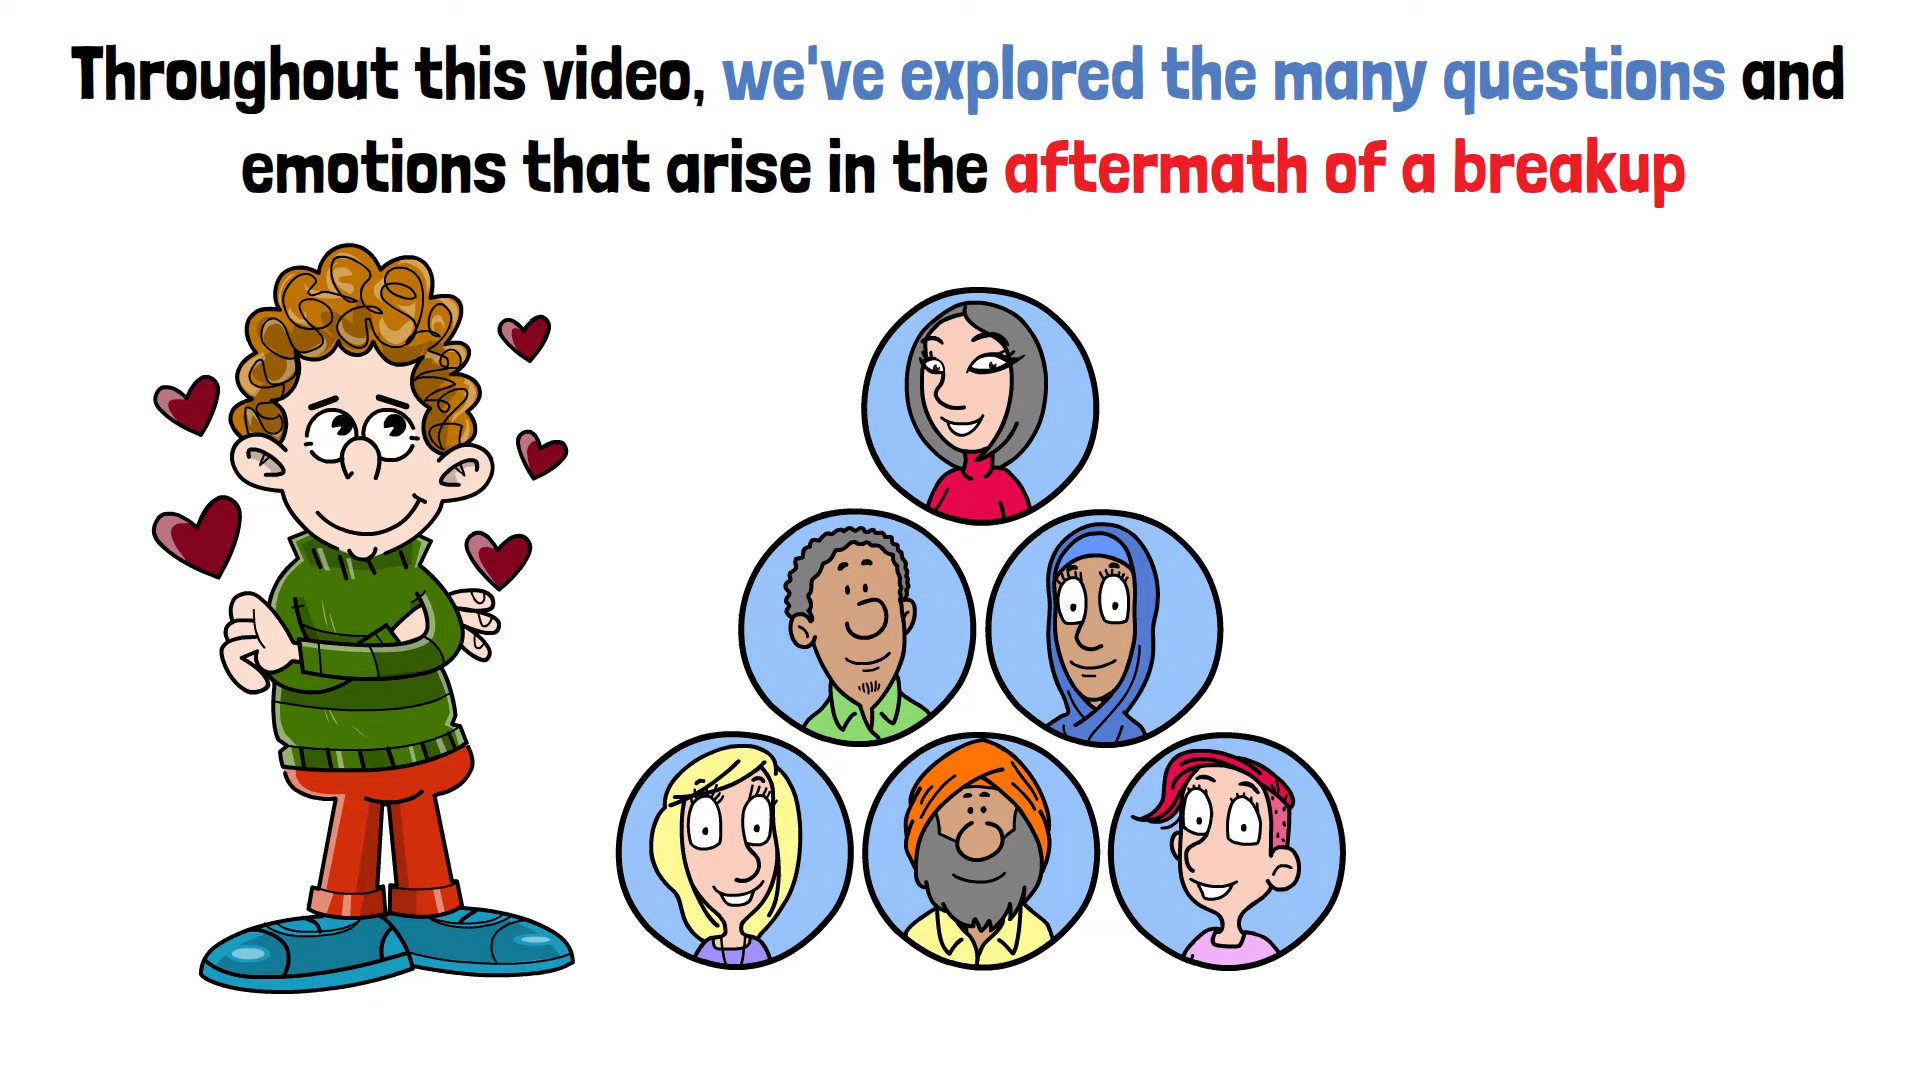 Throughout this video, we've explored the many questions and
emotions that arise in the aftermath of a breakup